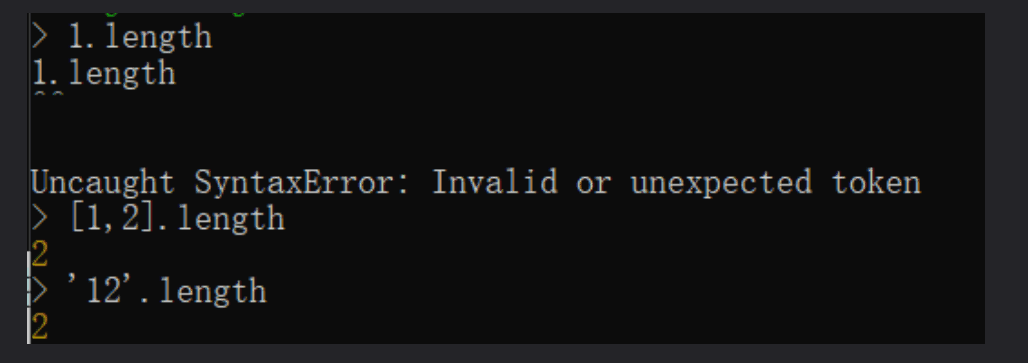 > 1.length
1.length
^^
Uncaught SyntaxError: Invalid or unexpected token
> [1,2].length
2
> '12'.length
2